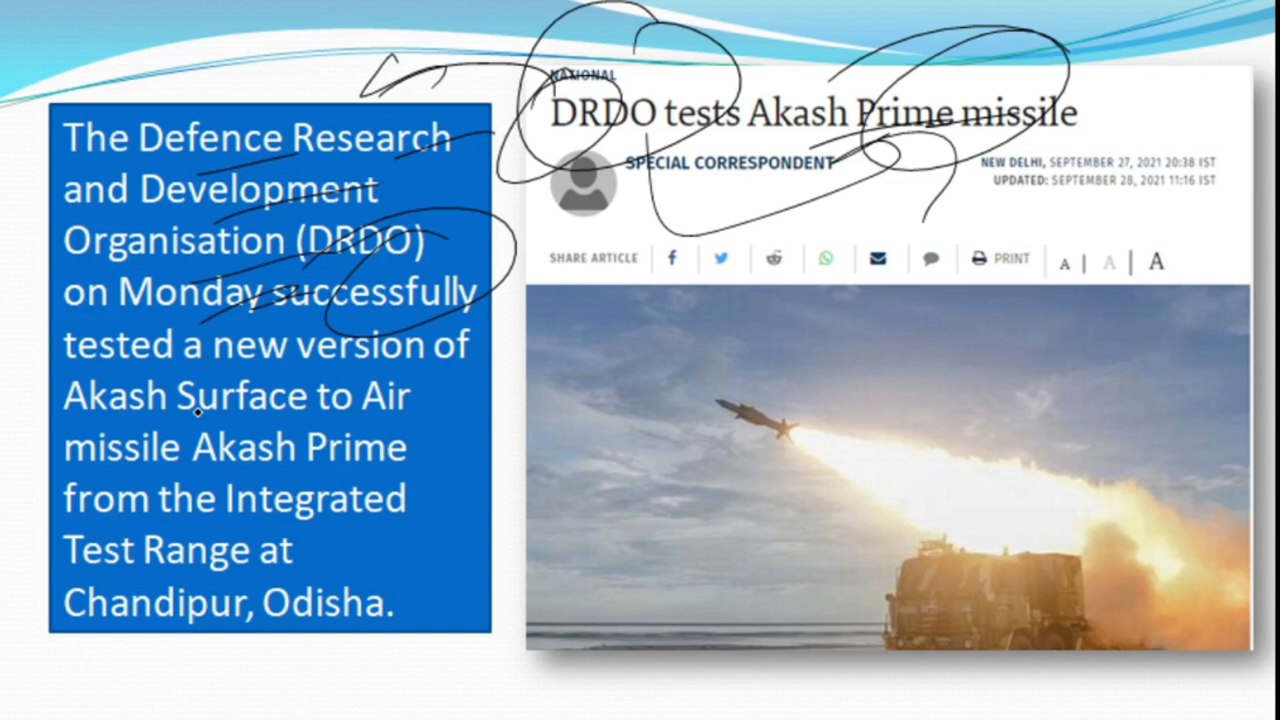 The Defence Research
and Development
Organisation (DRDO)
on Monday successfully
tested a new version of
Akash Surface to Air
missile Akash Prime
from the Integrated
Test Range at
Chandipur, Odisha.
NATIONAL
DRDO tests Akash Prime missile
SPECIAL CORRESPONDENT
NEW DELHI, SEPTEMBER 27, 2021 20:38 IST
UPDATED: SEPTEMBER 28, 2021 11:16 IST
SHARE ARTICLE PRINT A | A | A